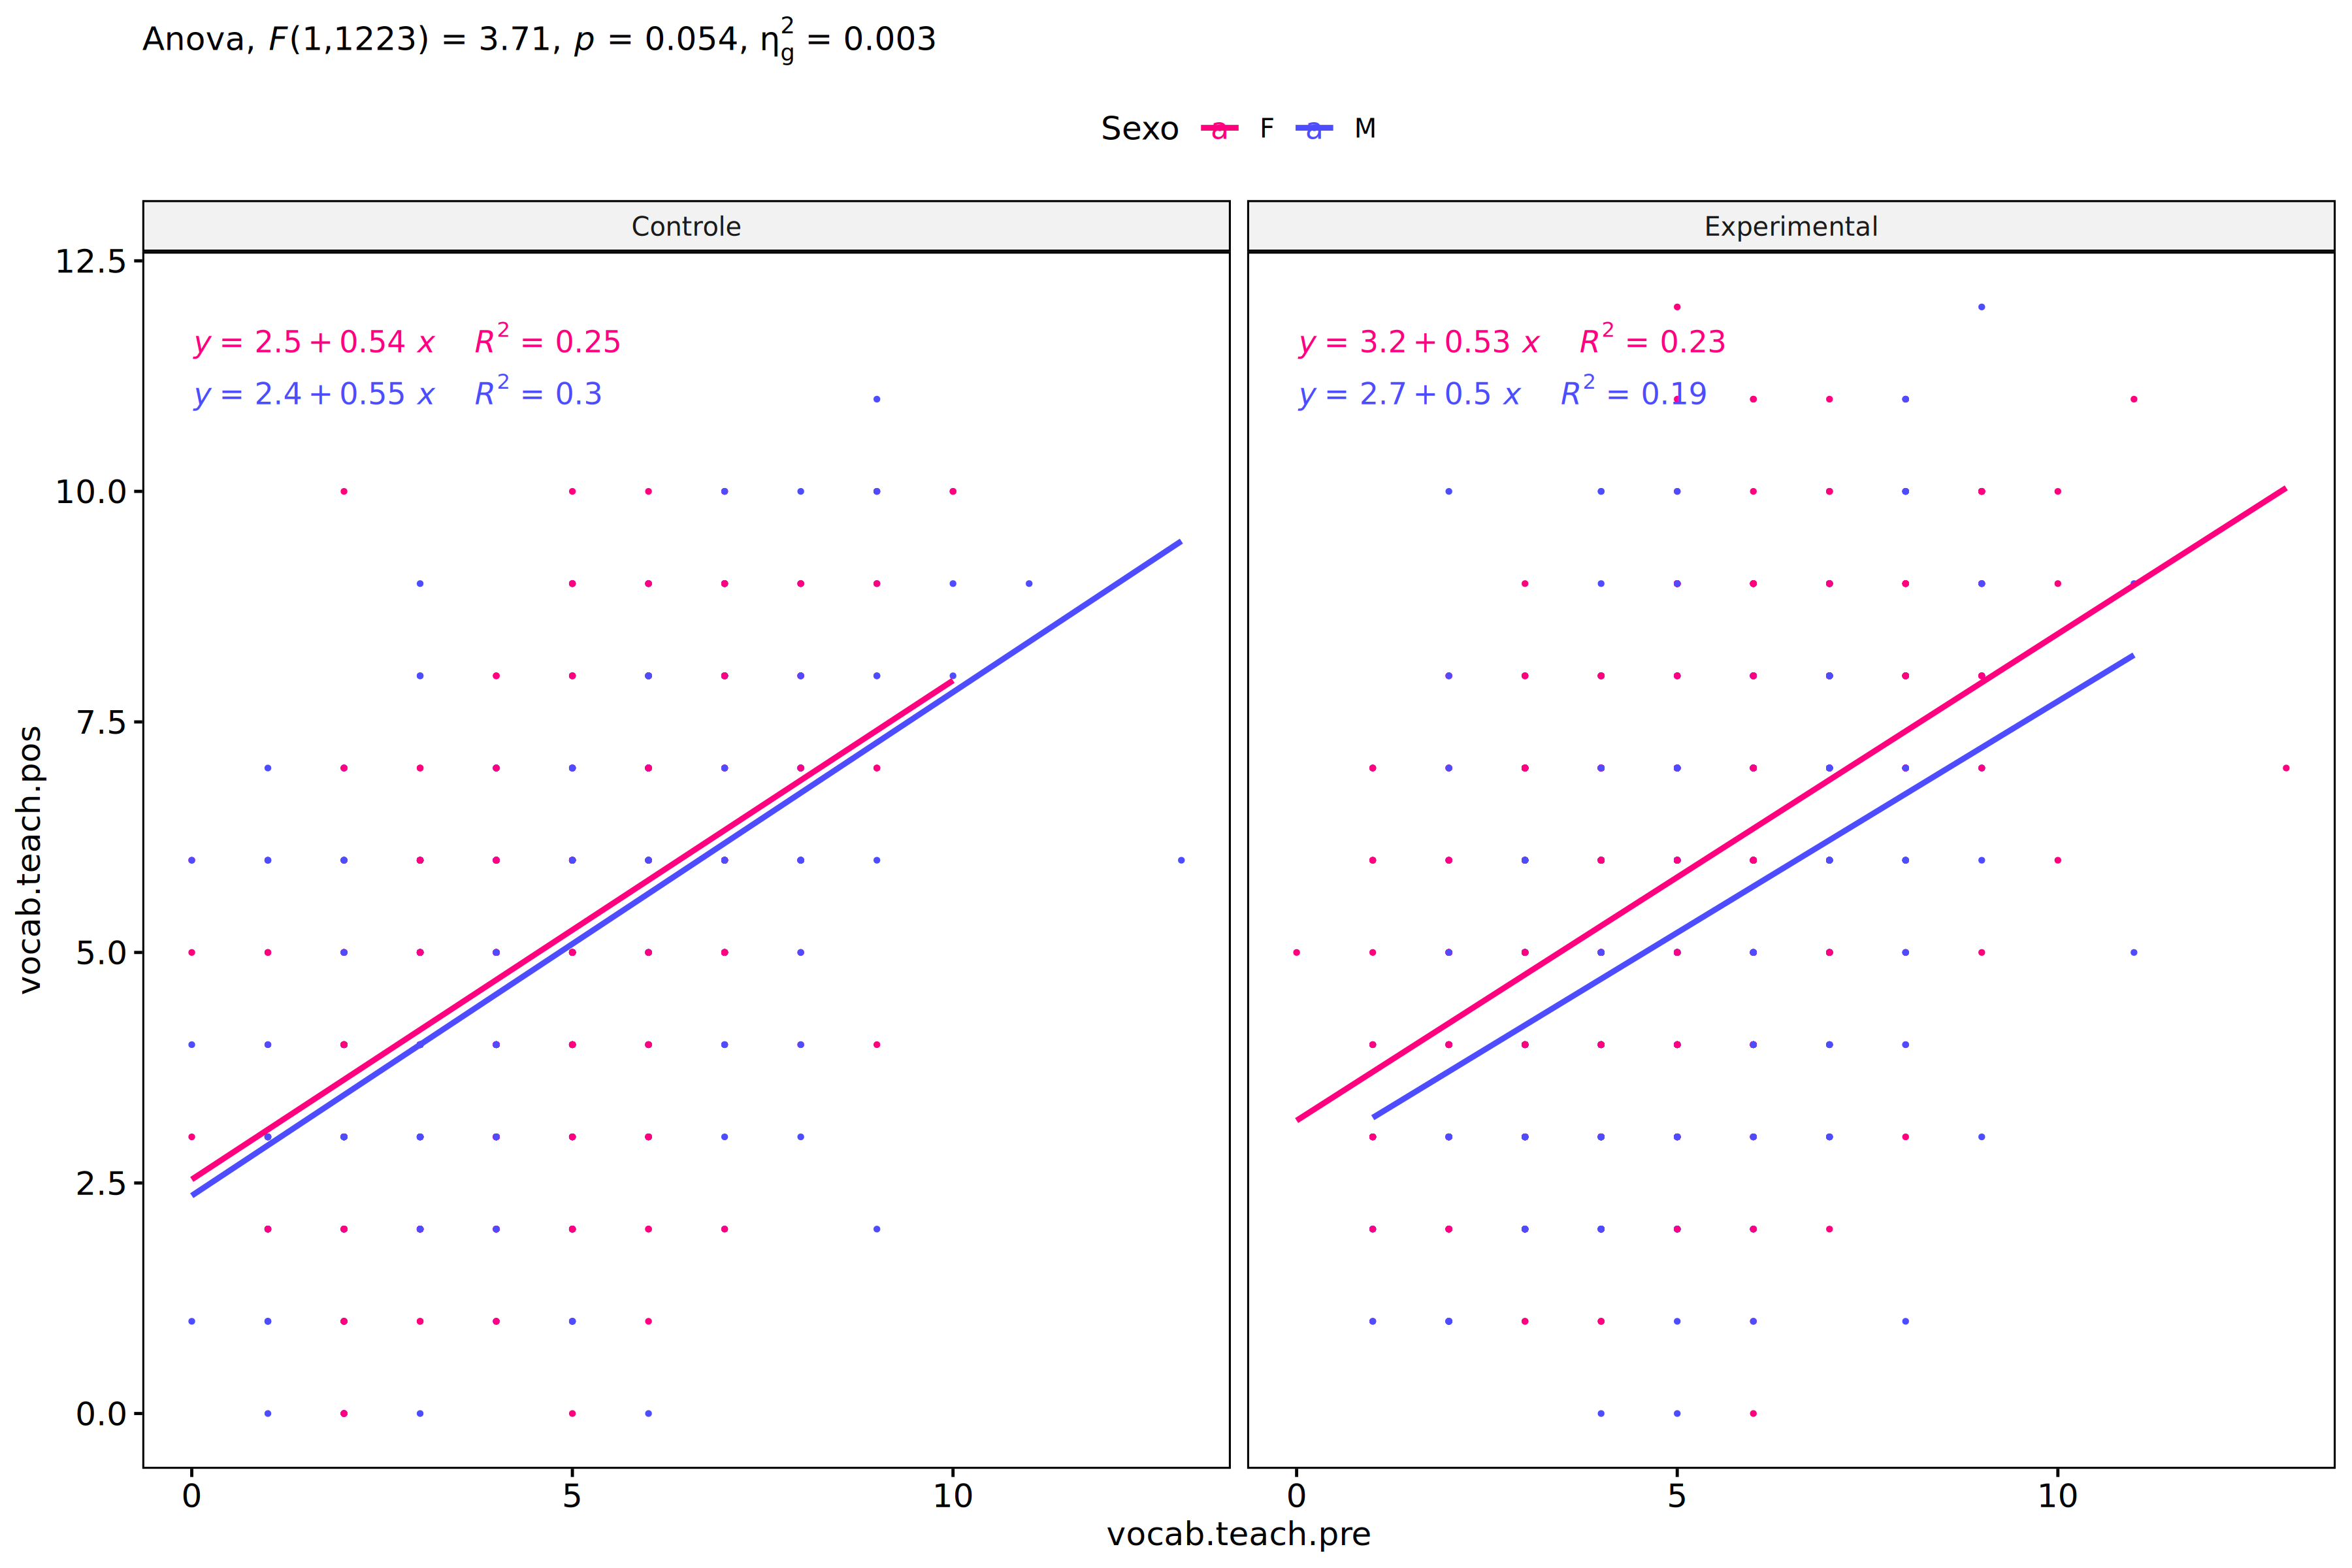 Anova, F(1,1223) = 3.71, p = 0.054, η²g = 0.003
Sexo a F a M
Controle
Experimental
12.5
10.0
7.5
5.0
2.5
0.0
y = 2.5 + 0.54 x R² = 0.25
y = 2.4 + 0.55 x R² = 0.3
y = 3.2 + 0.53 x R² = 0.23
y = 2.7 + 0.5 x R² = 0.19
vocab.teach.pos
0 5 10
0 5 10
vocab.teach.pre